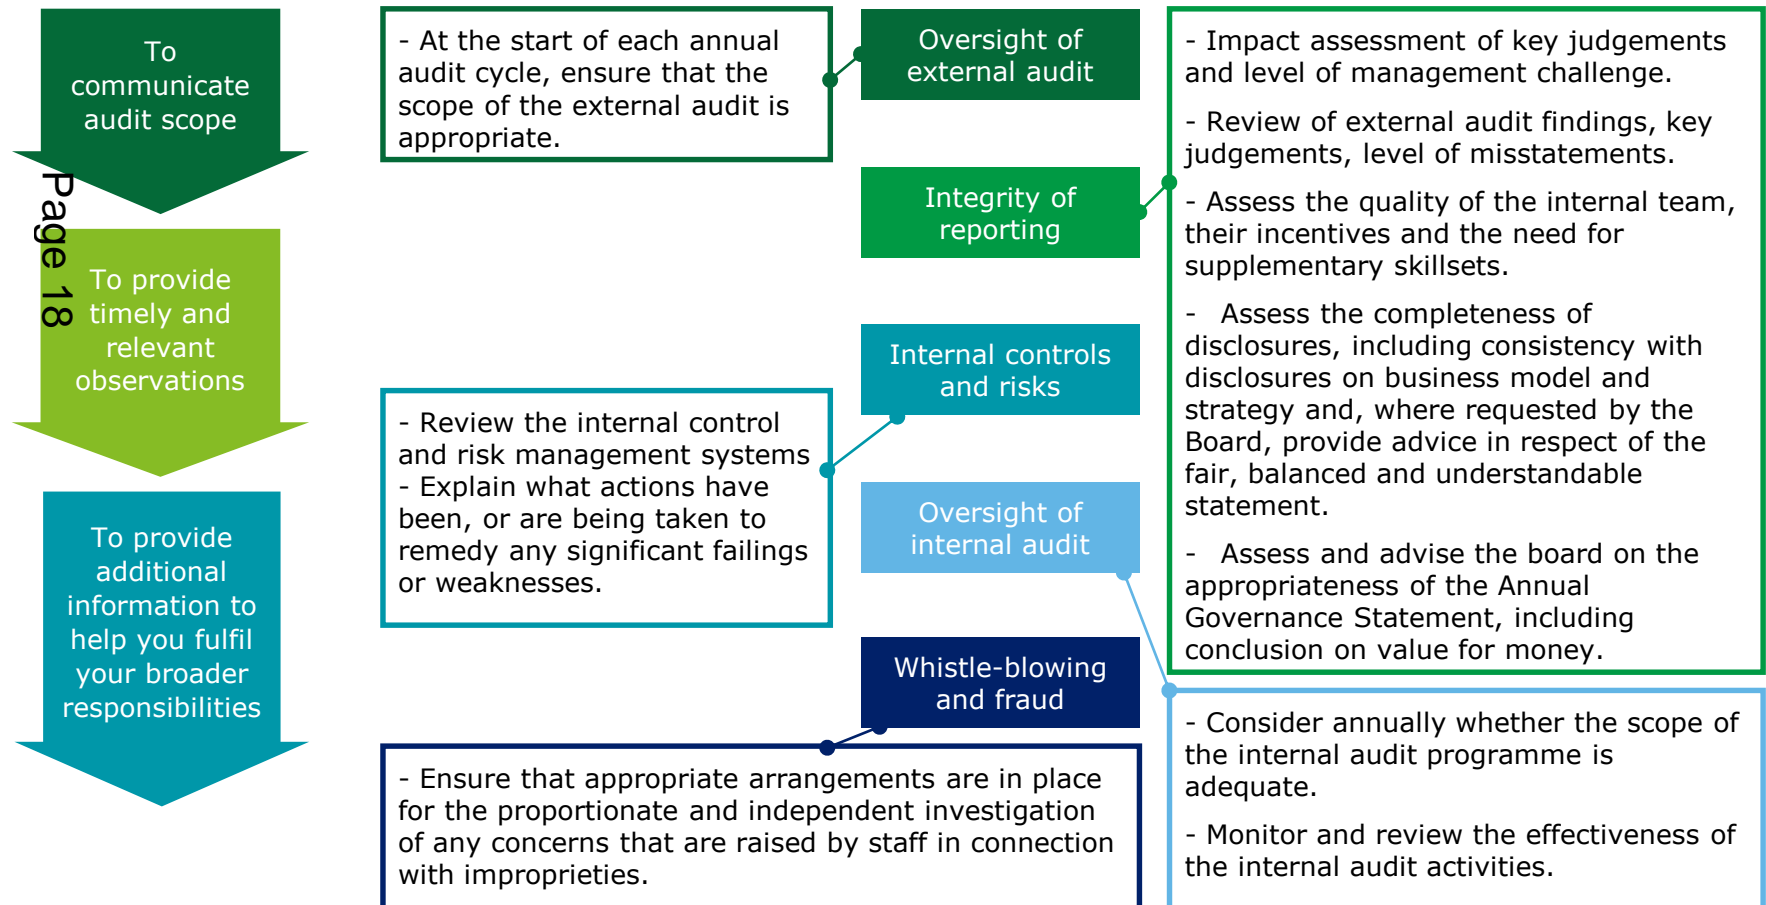 To
communicate
audit scope
Page 18
To provide
timely and
relevant
observations
To provide
additional
information to
help you fulfil
your broader
responsibilities
- At the start of each annual
audit cycle, ensure that the
scope of the external audit is
appropriate.
Oversight of
external audit
Integrity of
reporting
- Impact assessment of key judgements
and level of management challenge.
- Review of external audit findings, key
judgements, level of misstatements.
- Assess the quality of the internal team,
their incentives and the need for
supplementary skillsets.
- Assess the completeness of
disclosures, including consistency with
disclosures on business model and
strategy and, where requested by the
Board, provide advice in respect of the
fair, balanced and understandable
statement.
- Assess and advise the board on the
appropriateness of the Annual
Governance Statement, including
conclusion on value for money.
Internal controls
and risks
- Review the internal control
and risk management systems
- Explain what actions have
been, or are being taken to
remedy any significant failings
or weaknesses.
Oversight of
internal audit
- Consider annually whether the scope of
the internal audit programme is
adequate.
- Monitor and review the effectiveness of
the internal audit activities.
Whistle-blowing
and fraud
- Ensure that appropriate arrangements are in place
for the proportionate and independent investigation
of any concerns that are raised by staff in connection
with improprieties.